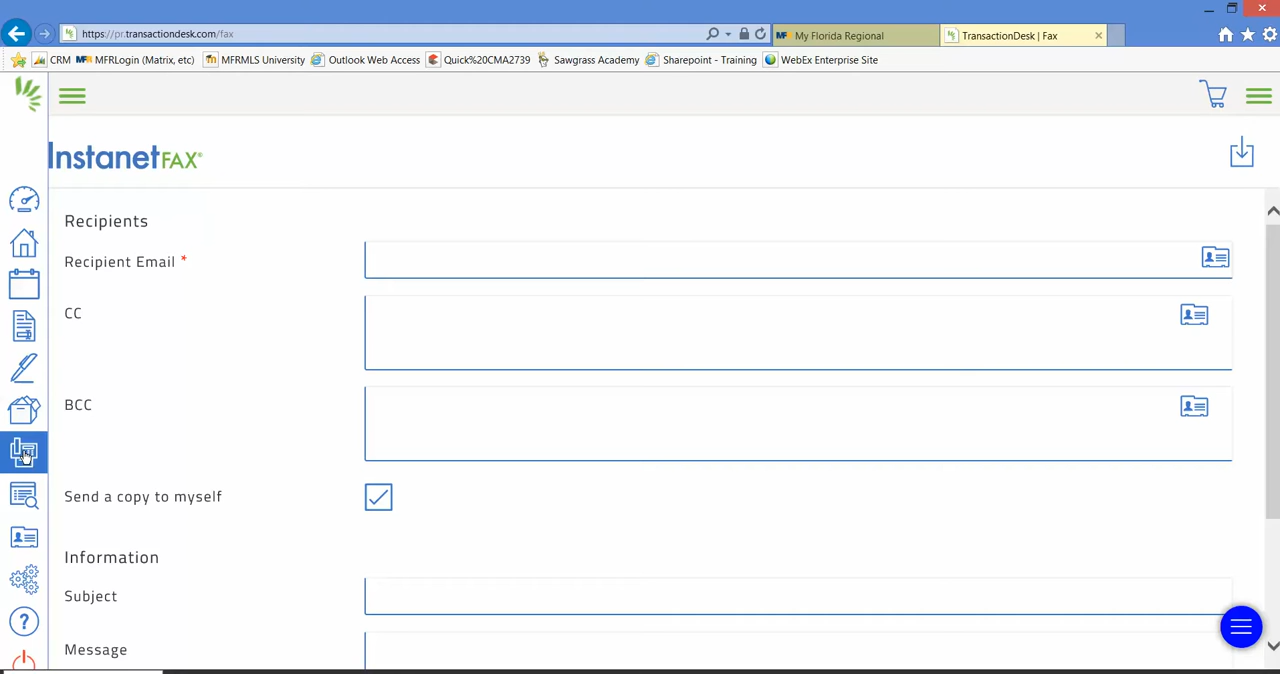 https://pr.transactiondesk.com/fax
My Florida Regional
TransactionDesk | Fax
CRM
MFRLogin (Matrix, etc)
MFRMLS University
Outlook Web Access
Quick%20CMA2739
Sawgrass Academy
Sharepoint - Training
WebEx Enterprise Site
InstanetFAX®
Recipients
Recipient Email *
CC
BCC
Send a copy to myself
Information
Subject
Message